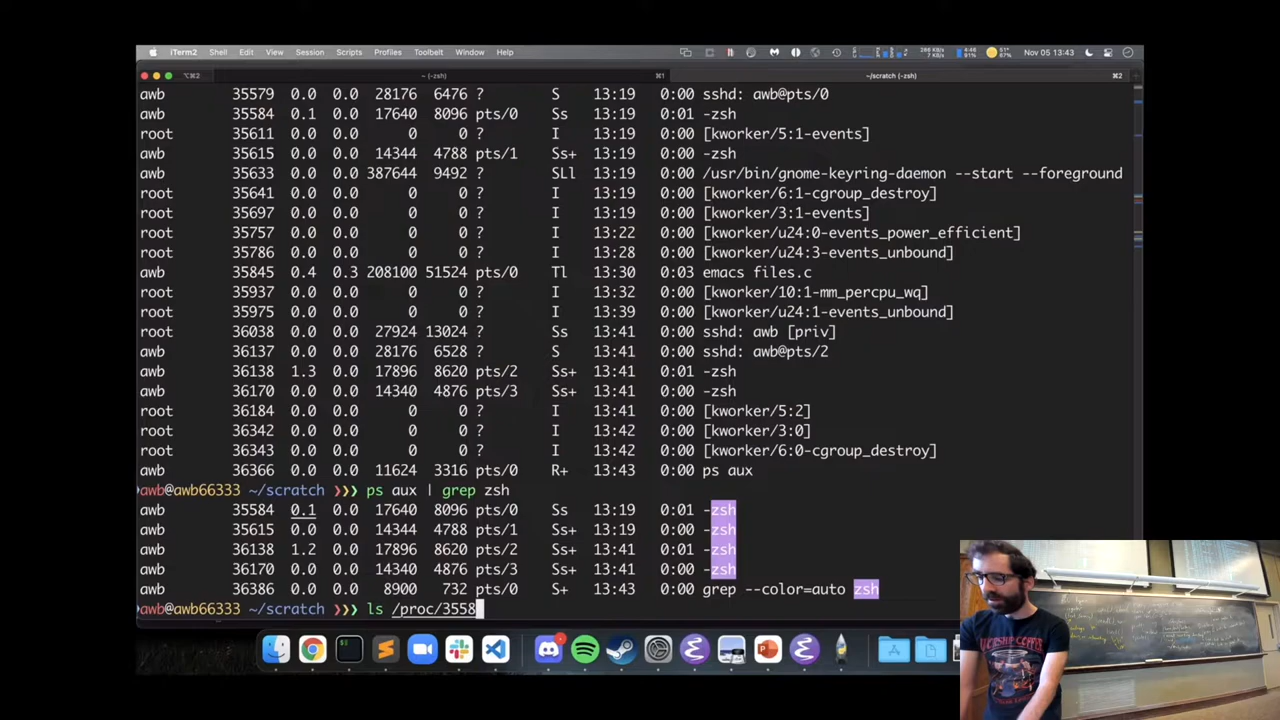 iTerm2 Shell Edit View Session Scripts Profiles Toolbelt Window Help 286 KB/s 7 KB/s 4:46 91% 51° 67% Nov 05 13:43
⌥⌘2 ~ (-zsh) ⌘1 ~/scratch (-zsh) ⌘2
awb 35579 0.0 0.0 28176 6476 ? S 13:19 0:00 sshd: awb@pts/0
awb 35584 0.1 0.0 17640 8096 pts/0 Ss 13:19 0:01 -zsh
root 35611 0.0 0.0 0 0 ? I 13:19 0:00 [kworker/5:1-events]
awb 35615 0.0 0.0 14344 4788 pts/1 Ss+ 13:19 0:00 -zsh
awb 35633 0.0 0.0 387644 9492 ? SLl 13:19 0:00 /usr/bin/gnome-keyring-daemon --start --foreground
root 35641 0.0 0.0 0 0 ? I 13:19 0:00 [kworker/6:1-cgroup_destroy]
root 35697 0.0 0.0 0 0 ? I 13:19 0:00 [kworker/3:1-events]
root 35757 0.0 0.0 0 0 ? I 13:22 0:00 [kworker/u24:0-events_power_efficient]
root 35786 0.0 0.0 0 0 ? I 13:28 0:00 [kworker/u24:3-events_unbound]
awb 35845 0.4 0.3 208100 51524 pts/0 Tl 13:30 0:03 emacs files.c
root 35937 0.0 0.0 0 0 ? I 13:32 0:00 [kworker/10:1-mm_percpu_wq]
root 35975 0.0 0.0 0 0 ? I 13:39 0:00 [kworker/u24:1-events_unbound]
root 36038 0.0 0.0 27924 13024 ? Ss 13:41 0:00 sshd: awb [priv]
awb 36137 0.0 0.0 28176 6528 ? S 13:41 0:00 sshd: awb@pts/2
awb 36138 1.3 0.0 17896 8620 pts/2 Ss+ 13:41 0:01 -zsh
awb 36170 0.0 0.0 14340 4876 pts/3 Ss+ 13:41 0:00 -zsh
root 36184 0.0 0.0 0 0 ? I 13:41 0:00 [kworker/5:2]
root 36342 0.0 0.0 0 0 ? I 13:42 0:00 [kworker/3:0]
root 36343 0.0 0.0 0 0 ? I 13:42 0:00 [kworker/6:0-cgroup_destroy]
awb 36366 0.0 0.0 11624 3316 pts/0 R+ 13:43 0:00 ps aux
awb@awb66333 ~/scratch ❯❯❯ ps aux | grep zsh
awb 35584 0.1 0.0 17640 8096 pts/0 Ss 13:19 0:01 -zsh
awb 35615 0.0 0.0 14344 4788 pts/1 Ss+ 13:19 0:00 -zsh
awb 36138 1.2 0.0 17896 8620 pts/2 Ss+ 13:41 0:01 -zsh
awb 36170 0.0 0.0 14340 4876 pts/3 Ss+ 13:41 0:00 -zsh
awb 36386 0.0 0.0 8900 732 pts/0 S+ 13:43 0:00 grep --color=auto zsh
awb@awb66333 ~/scratch ❯❯❯ ls /proc/3558